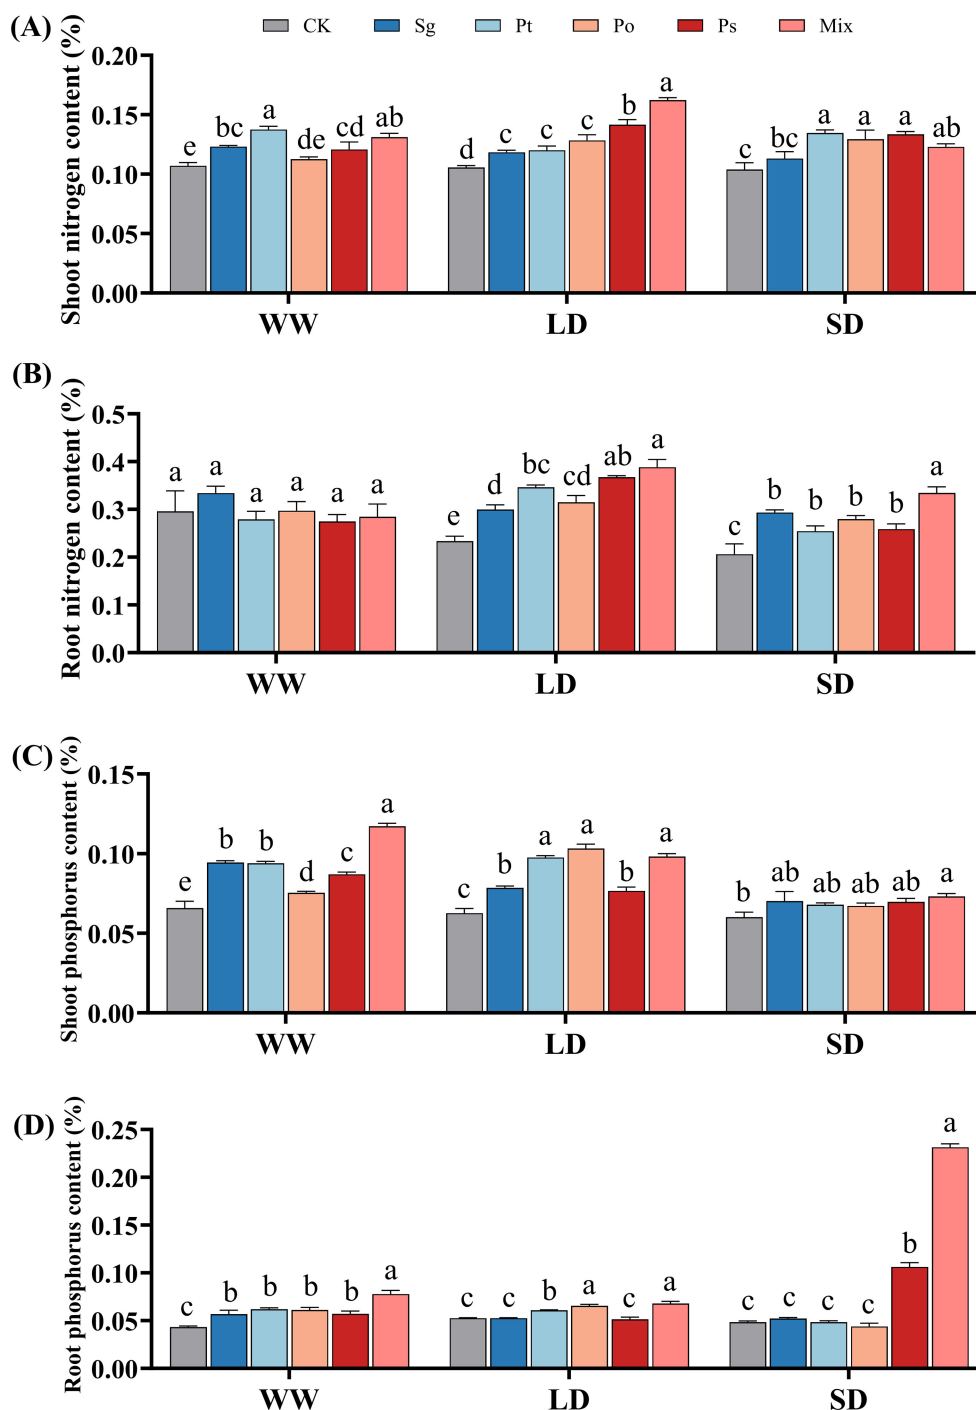 (A) CK Sg Pt Po Ps Mix
Shoot nitrogen content (%)
0.20
0.15
0.10
0.05
0.00
e bc a de cd ab
d c c c b a
c bc a a a ab
WW LD SD
(B)
Root nitrogen content (%)
0.5
0.4
0.3
0.2
0.1
0.0
a a a a a a
e d bc cd ab a
c b b b b a
WW LD SD
(C)
Shoot phosphorus content (%)
0.15
0.10
0.05
0.00
e b b d c a
c b a a b a
b ab ab ab ab a
WW LD SD
(D)
Root phosphorus content (%)
0.25
0.20
0.15
0.10
0.05
0.00
c b b b b a
c c b a c a
c c c c b a
WW LD SD